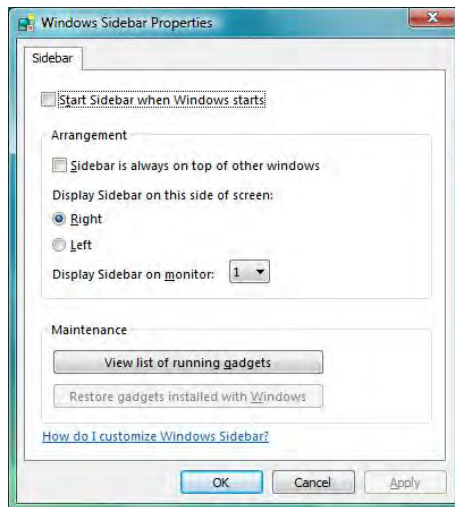 Windows Sidebar Properties
Sidebar
Start Sidebar when Windows starts
Arrangement
Sidebar is always on top of other windows
Display Sidebar on this side of screen:
Right
Left
Display Sidebar on monitor: 1
Maintenance
View list of running gadgets
Restore gadgets installed with Windows
How do I customize Windows Sidebar?
OK Cancel Apply